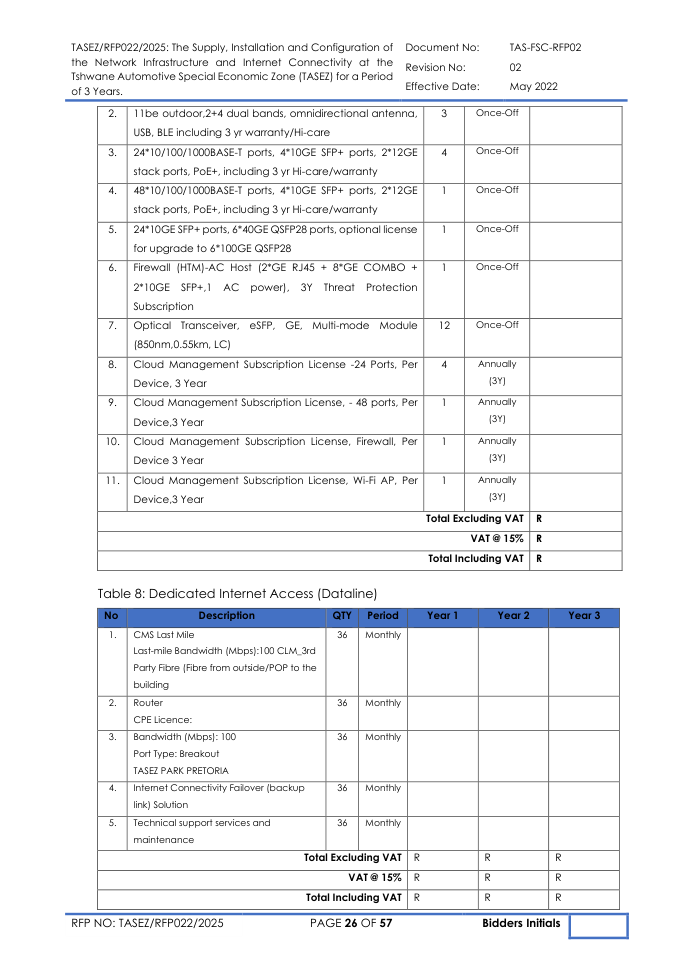 TASEZ/RFP022/2025: The Supply, Installation and Configuration of
the Network Infrastructure and Internet Connectivity at the
Tshwane Automotive Special Economic Zone (TASEZ) for a Period
of 3 Years.
Document No: TAS-FSC-RFP02
Revision No: 02
Effective Date: May 2022
2. 11be outdoor,2+4 dual bands, omnidirectional antenna, 3 Once-Off
USB, BLE including 3 yr warranty/Hi-care
3. 24*10/100/1000BASE-T ports, 4*10GE SFP+ ports, 2*12GE 4 Once-Off
stack ports, PoE+, including 3 yr Hi-care/warranty
4. 48*10/100/1000BASE-T ports, 4*10GE SFP+ ports, 2*12GE 1 Once-Off
stack ports, PoE+, including 3 yr Hi-care/warranty
5. 24*10GE SFP+ ports, 6*40GE QSFP28 ports, optional license 1 Once-Off
for upgrade to 6*100GE QSFP28
6. Firewall (HTM)-AC Host (2*GE RJ45 + 8*GE COMBO + 1 Once-Off
2*10GE SFP+,1 AC power), 3Y Threat Protection
Subscription
7. Optical Transceiver, eSFP, GE, Multi-mode Module 12 Once-Off
(850nm,0.55km, LC)
8. Cloud Management Subscription License -24 Ports, Per 4 Annually
Device, 3 Year (3Y)
9. Cloud Management Subscription License, - 48 ports, Per 1 Annually
Device,3 Year (3Y)
10. Cloud Management Subscription License, Firewall, Per 1 Annually
Device 3 Year (3Y)
11. Cloud Management Subscription License, Wi-Fi AP, Per 1 Annually
Device,3 Year (3Y)
Total Excluding VAT R
VAT @ 15% R
Total Including VAT R
Table 8: Dedicated Internet Access (Dataline)
No Description QTY Period Year 1 Year 2 Year 3
1. CMS Last Mile 36 Monthly
Last-mile Bandwidth (Mbps):100 CLM_3rd
Party Fibre (Fibre from outside/POP to the
building
2. Router 36 Monthly
CPE Licence:
3. Bandwidth (Mbps): 100 36 Monthly
Port Type: Breakout
TASEZ PARK PRETORIA
4. Internet Connectivity Failover (backup 36 Monthly
link) Solution
5. Technical support services and 36 Monthly
maintenance
Total Excluding VAT R R R
VAT @ 15% R R R
Total Including VAT R R R
RFP NO: TASEZ/RFP022/2025 PAGE 26 OF 57 Bidders Initials